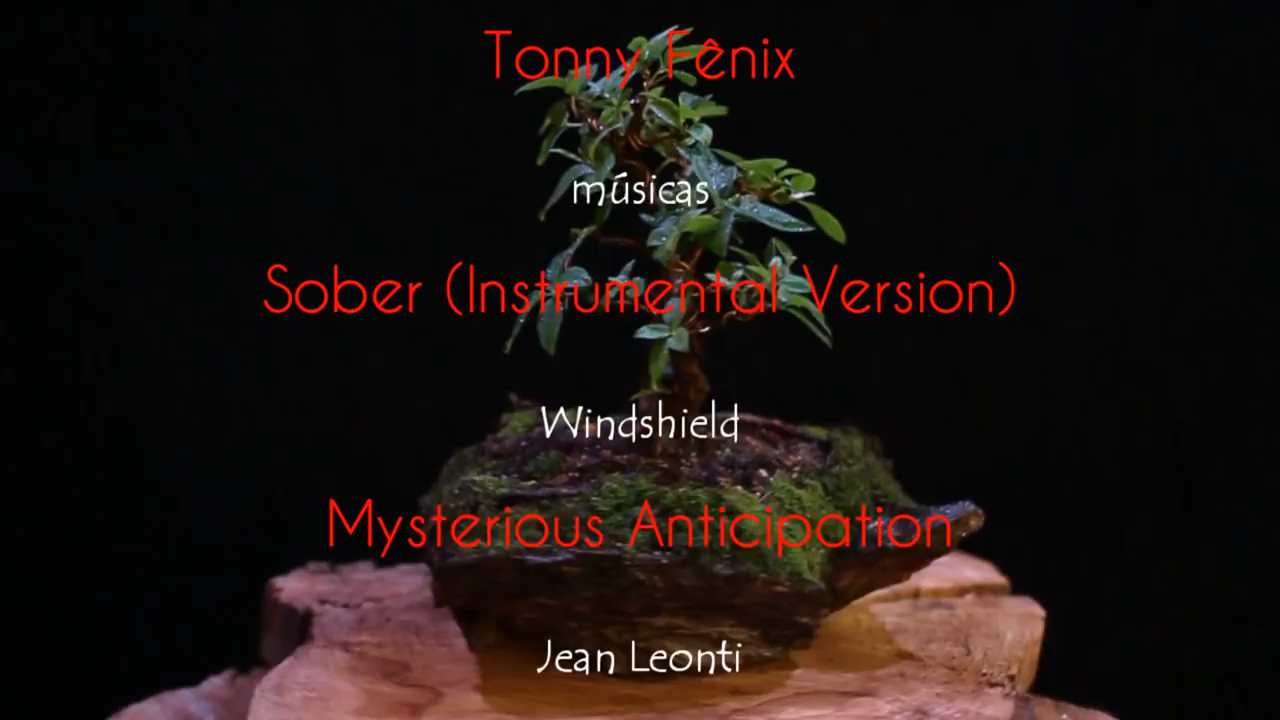 Tonny Fênix
músicas
Sober (Instrumental Version)
Windshield
Mysterious Anticipation
Jean Leonti